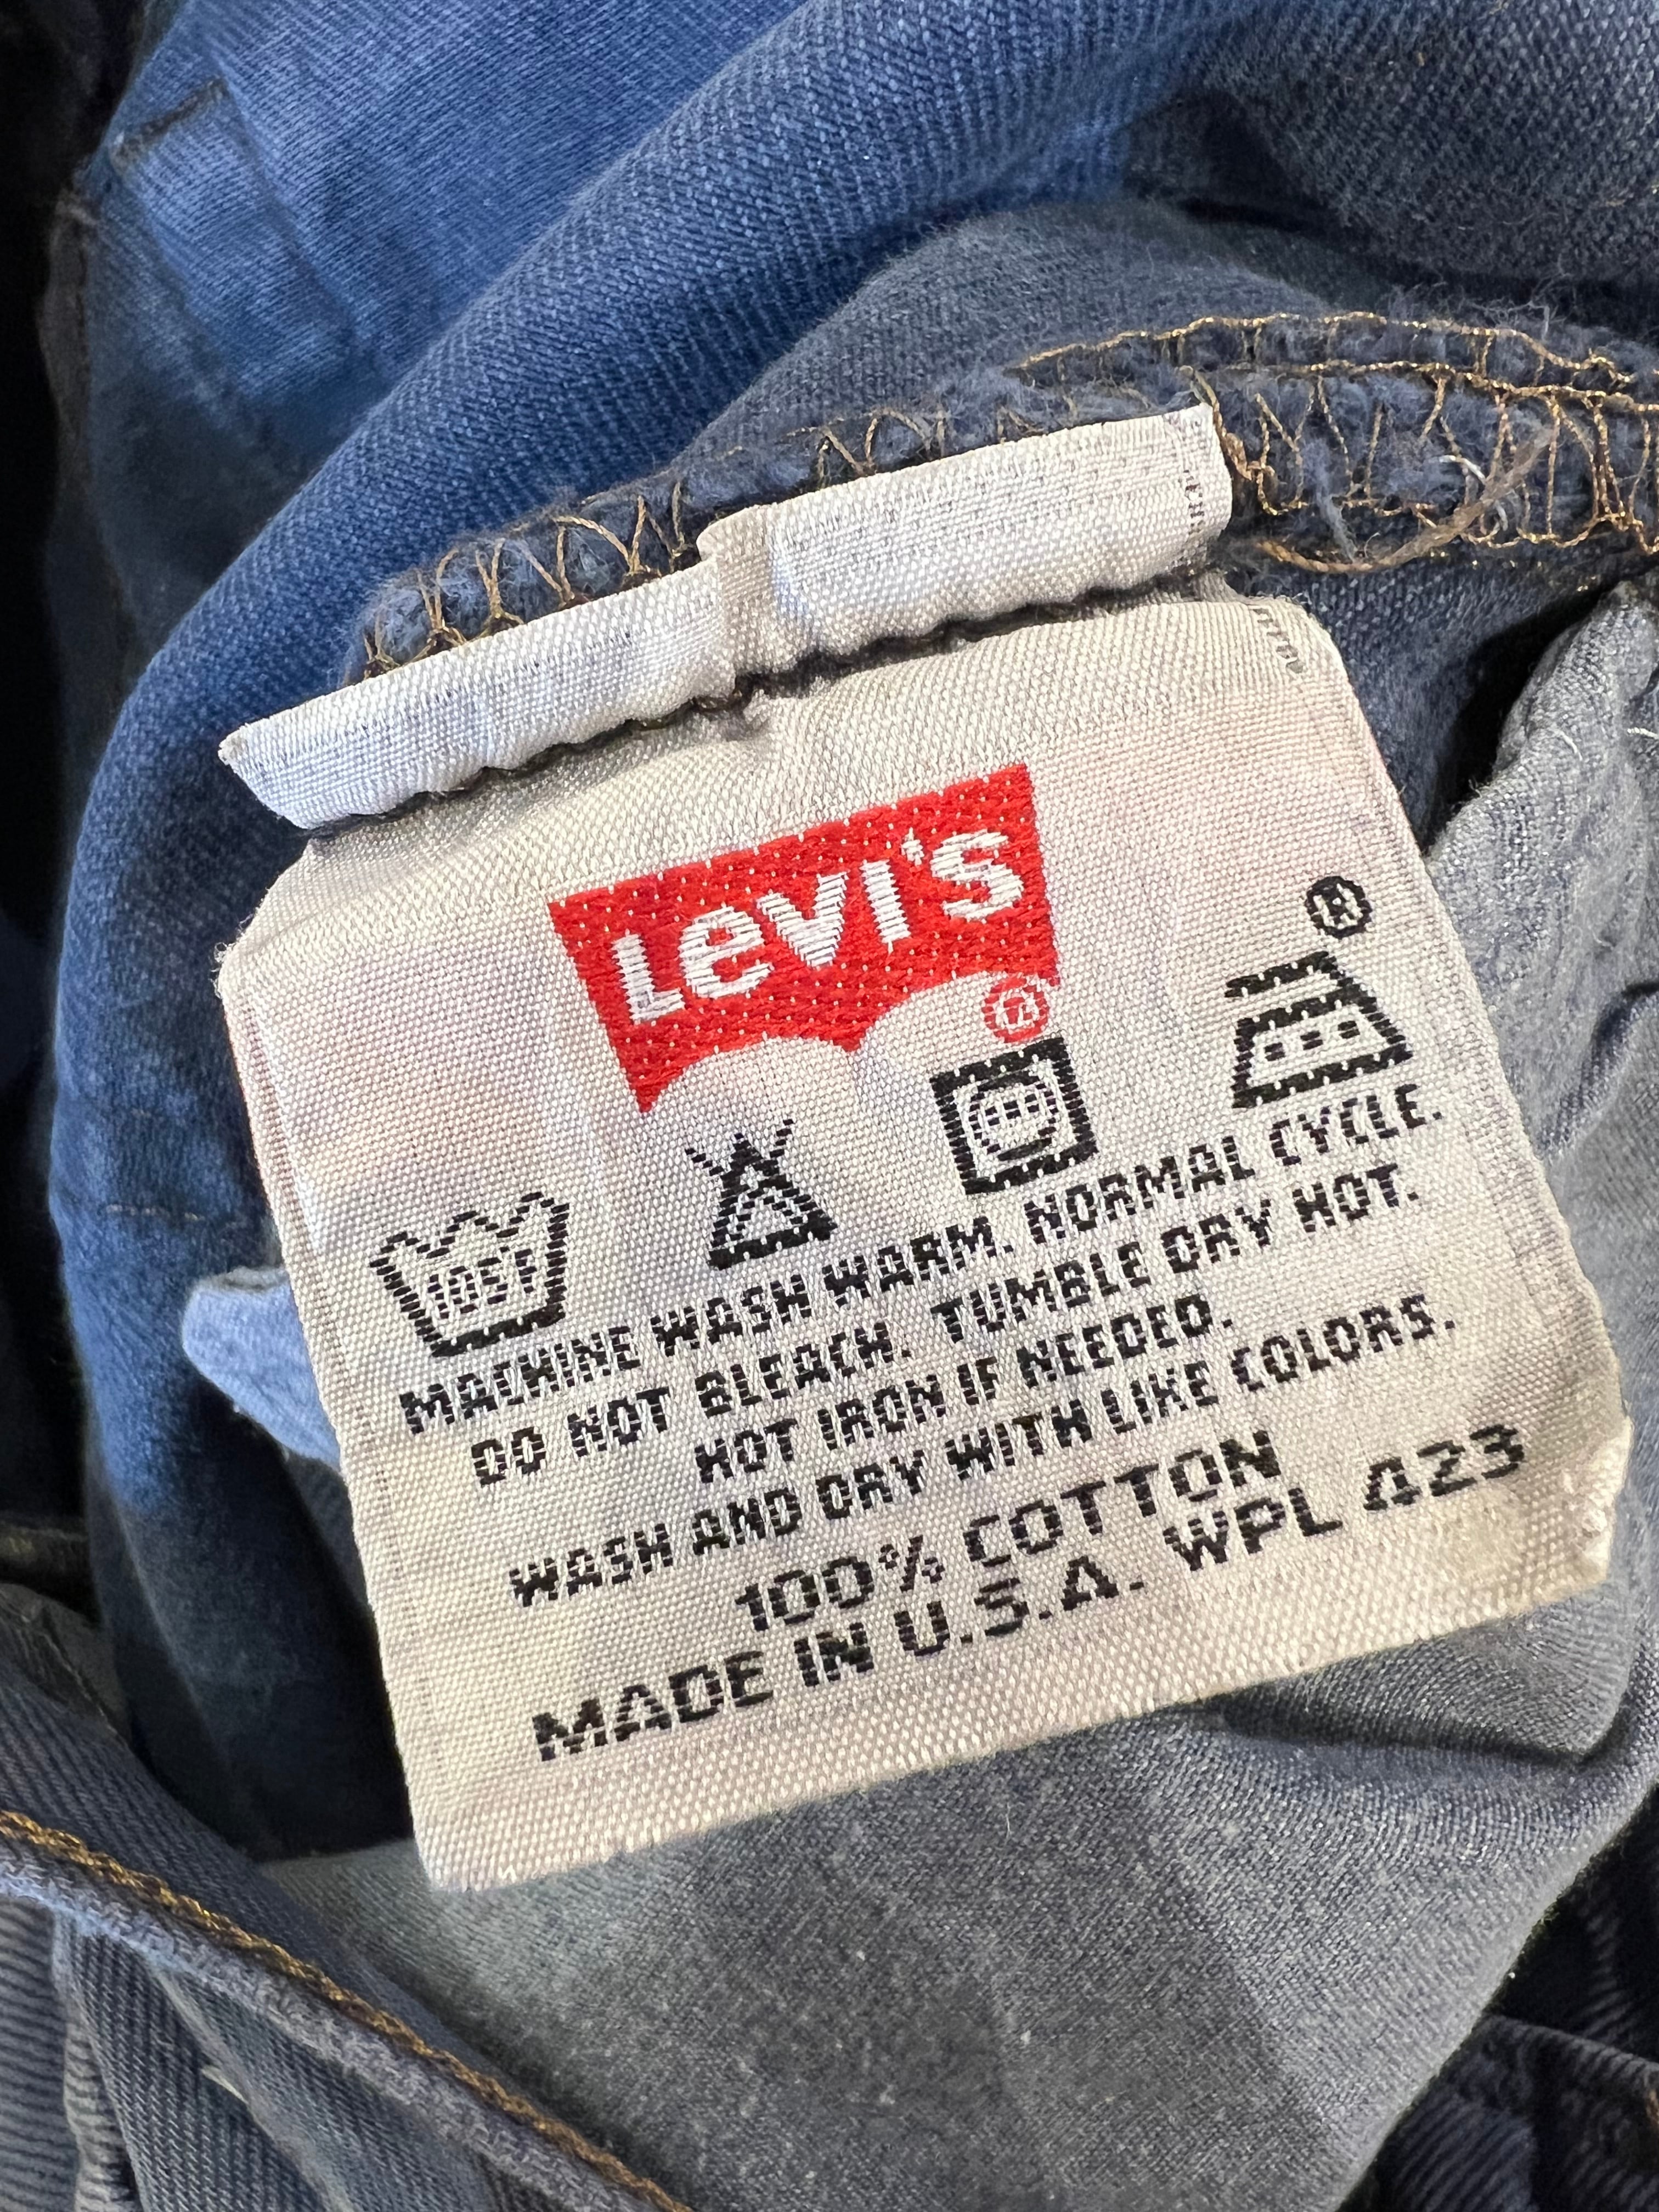 Levi's
®
®
105F
MACHINE WASH WARM. NORMAL CYCLE.
DO NOT BLEACH. TUMBLE DRY HOT.
HOT IRON IF NEEDED.
WASH AND DRY WITH LIKE COLORS.
100% COTTON
MADE IN U.S.A. WPL 423